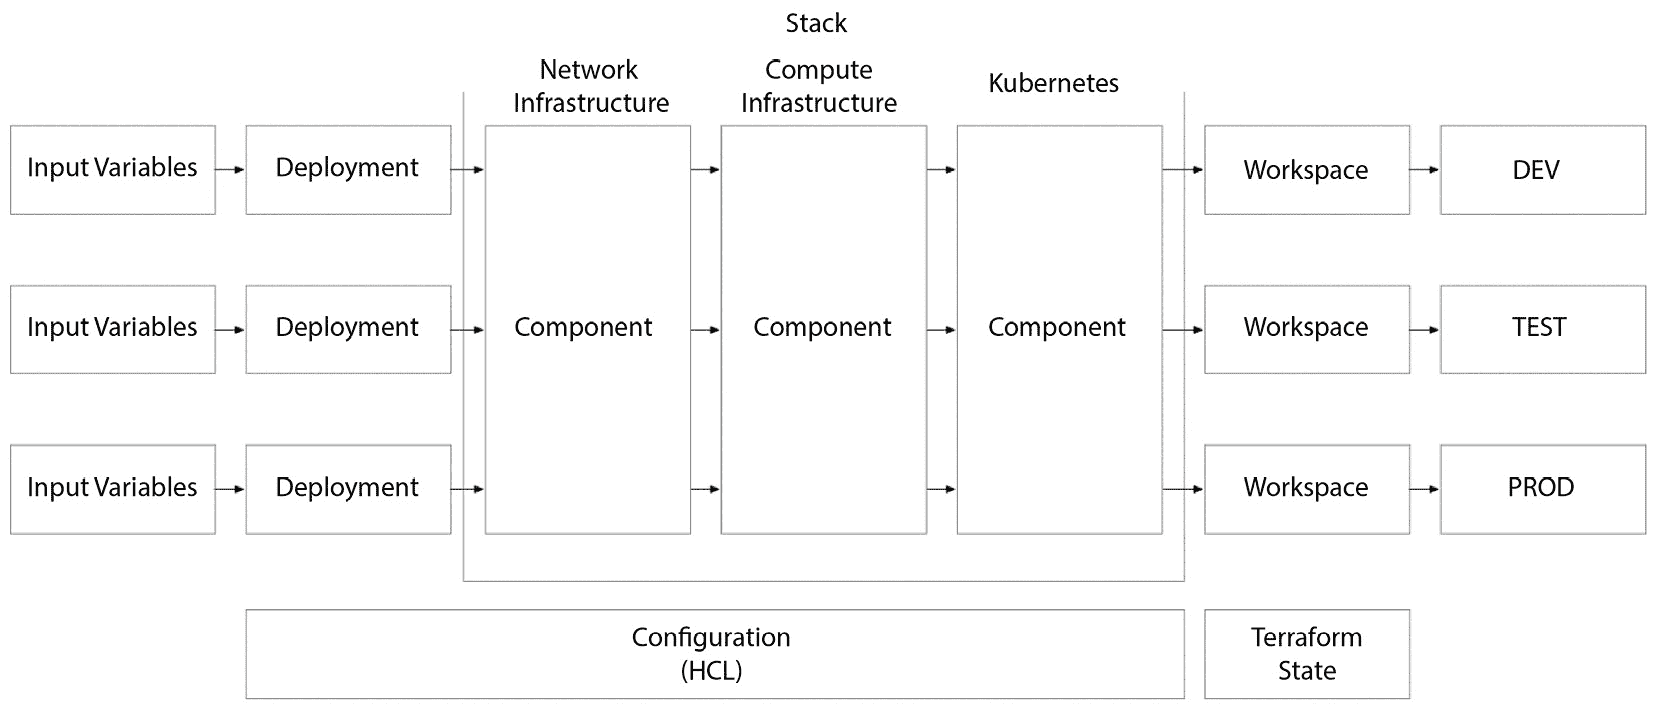 Stack
Network
Infrastructure
Compute
Infrastructure
Kubernetes
Input Variables
Deployment
Workspace
DEV
Input Variables
Deployment
Component
Component
Component
Workspace
TEST
Input Variables
Deployment
Workspace
PROD
Configuration
(HCL)
Terraform
State